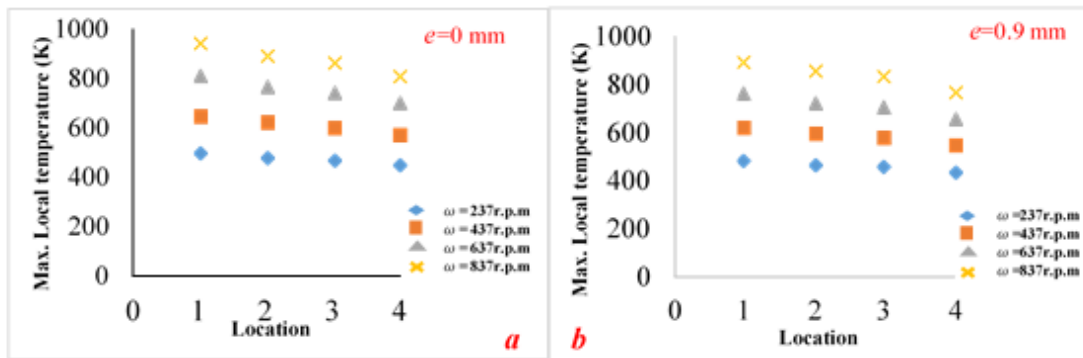 e=0 mm
Max. Local temperature (K)
1000
800
600
400
200
0
0 1 2 3 4
Location
ω=237r.p.m
ω=437r.p.m
ω=637r.p.m
ω=837r.p.m
a
e=0.9 mm
Max. Local temperature (K)
1000
800
600
400
200
0
0 1 2 3 4
Location
ω=237r.p.m
ω=437r.p.m
ω=637r.p.m
ω=837r.p.m
b